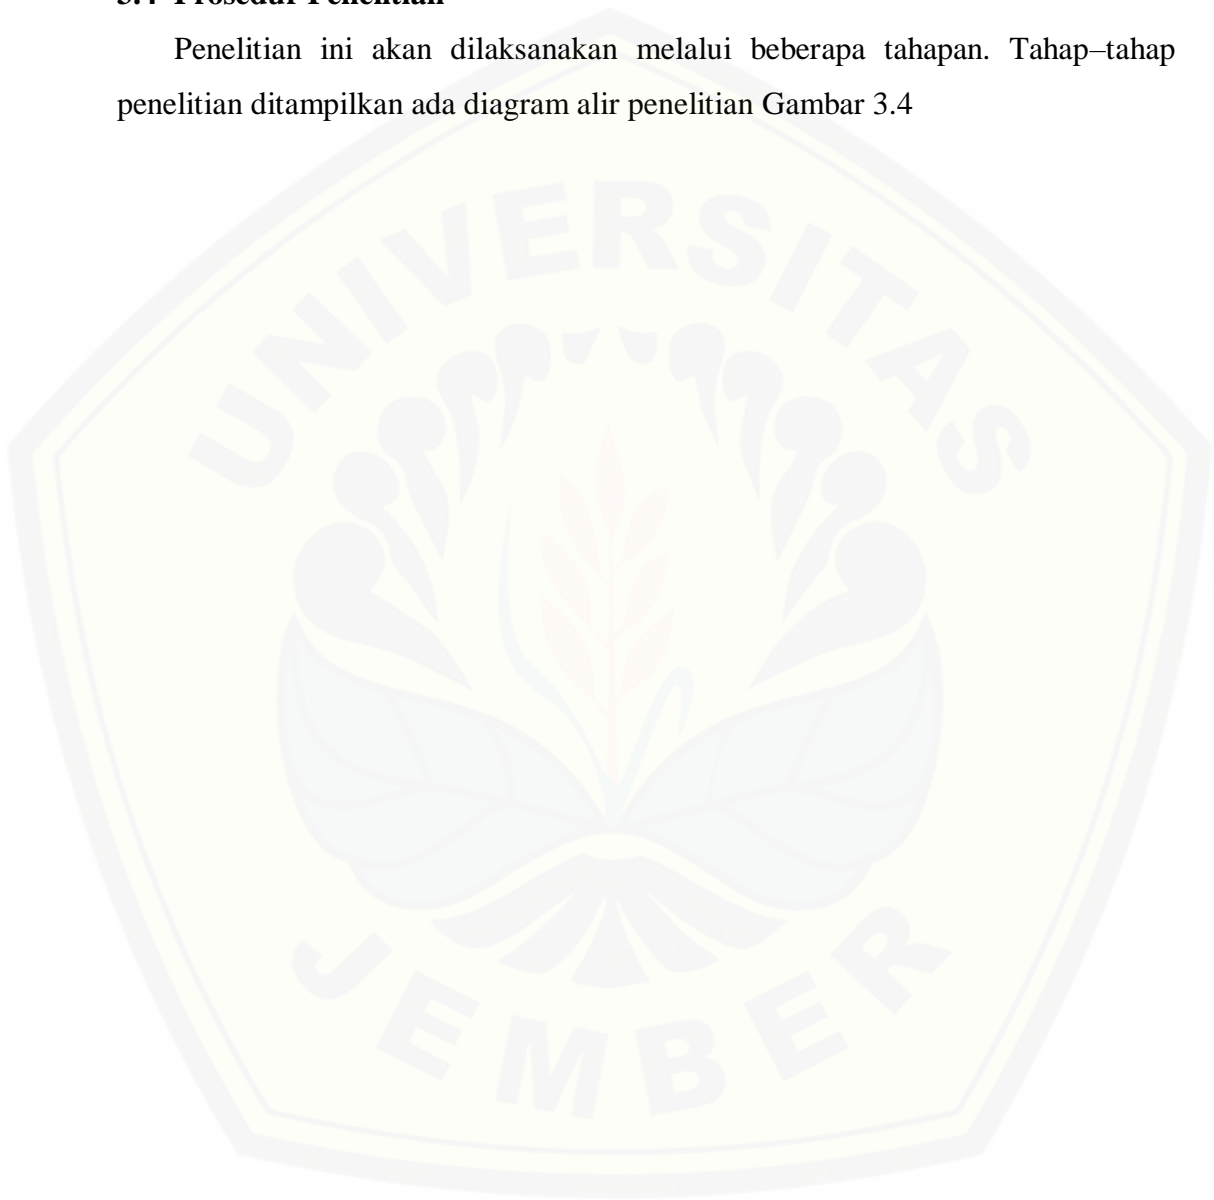 3.4 Prosedur Penelitian
Penelitian ini akan dilaksanakan melalui beberapa tahapan. Tahap–tahap
penelitian ditampilkan ada diagram alir penelitian Gambar 3.4
UNIVERSITAS
JEMBER